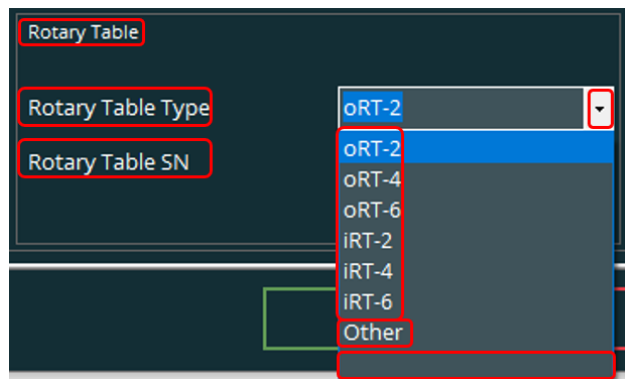 Rotary Table
Rotary Table Type
oRT-2
Rotary Table SN
oRT-2
oRT-4
oRT-6
iRT-2
iRT-4
iRT-6
Other